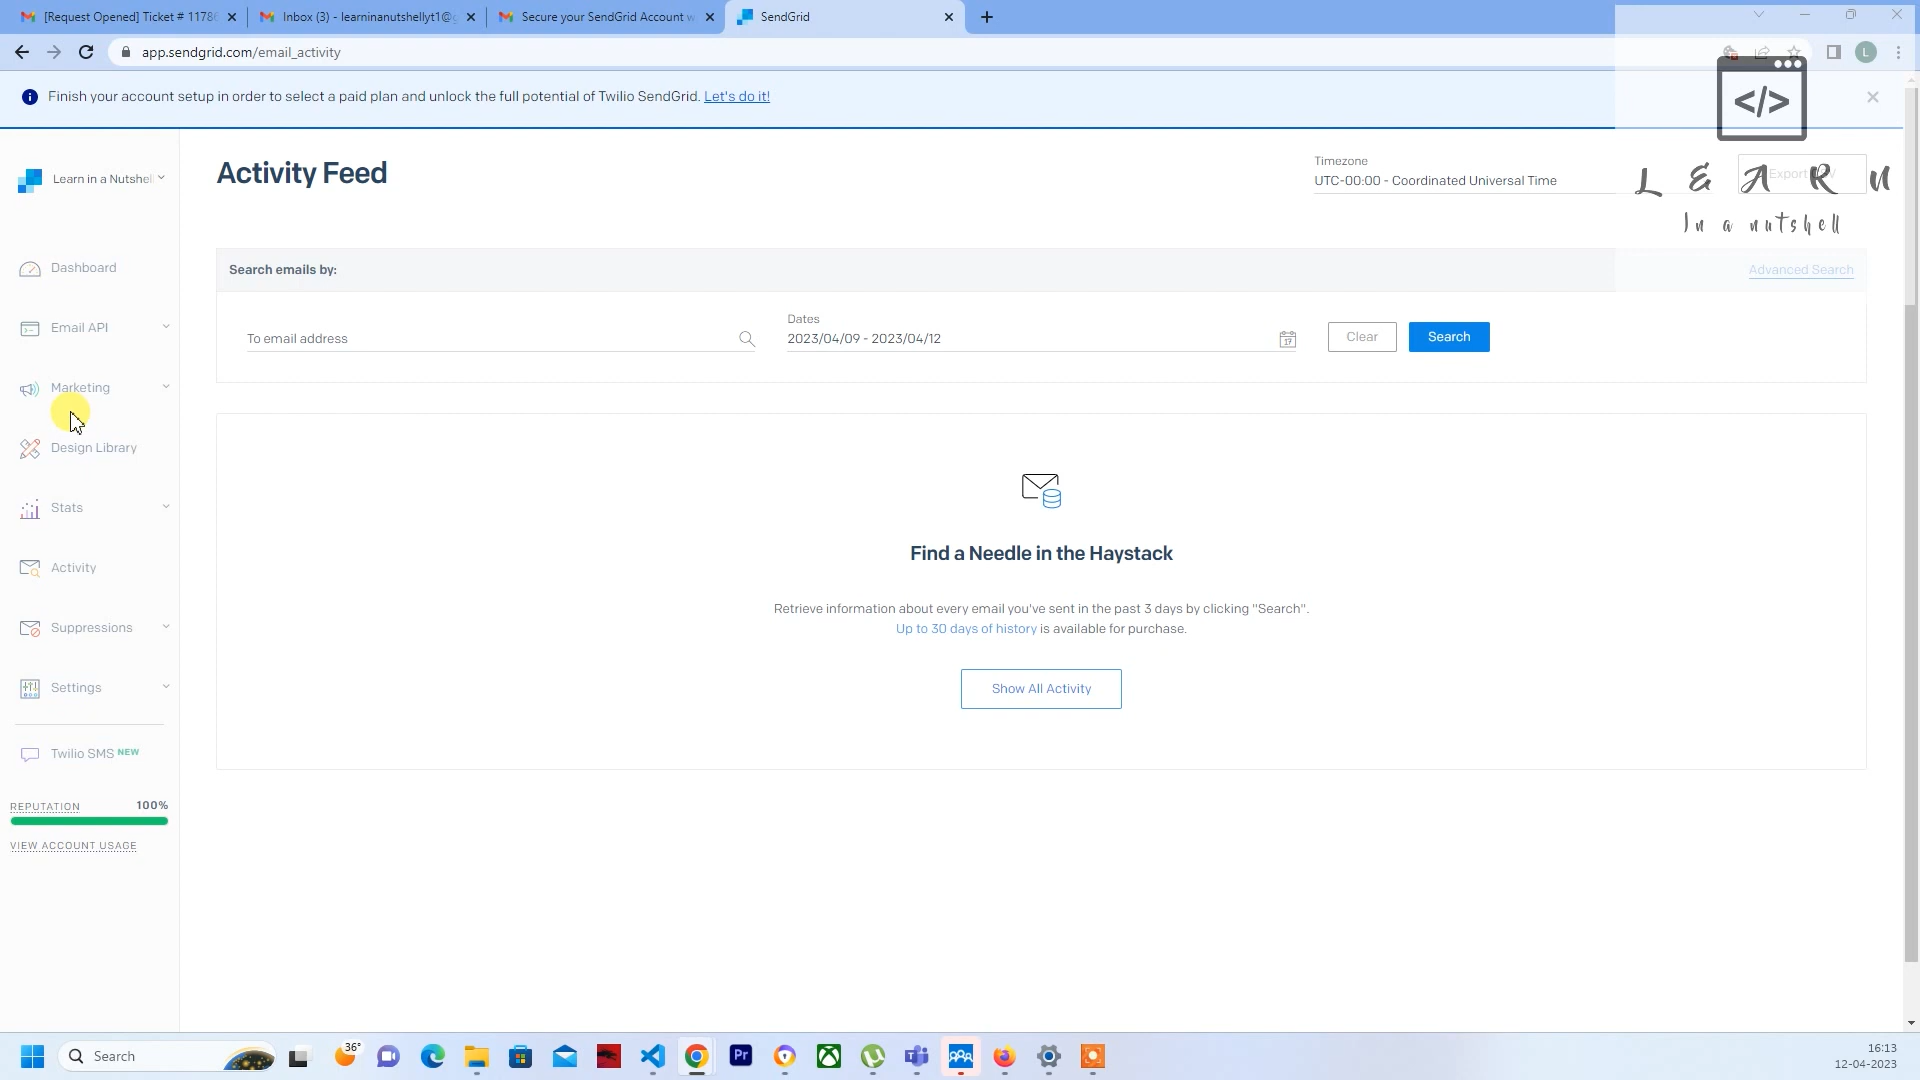 [Request Opened] Ticket # 1178
Inbox (3) - learninanutshellyt1@g
Secure your SendGrid Account w
SendGrid
app.sendgrid.com/email_activity
L
Finish your account setup in order to select a paid plan and unlock the full potential of Twilio SendGrid. Let's do it!
</>
Learn in a Nutshel
Activity Feed
Timezone
UTC-00:00 - Coordinated Universal Time
Export
L E A R N
In a nutshell
Dashboard
Email API
Marketing
Design Library
Stats
Activity
Suppressions
Settings
Twilio SMS NEW
REPUTATION 100%
VIEW ACCOUNT USAGE
Search emails by:
Advanced Search
To email address
Dates
2023/04/09 - 2023/04/12
17
Clear
Search
Find a Needle in the Haystack
Retrieve information about every email you've sent in the past 3 days by clicking "Search".
Up to 30 days of history is available for purchase.
Show All Activity
Search
36°
Pr
16:13
12-04-2023